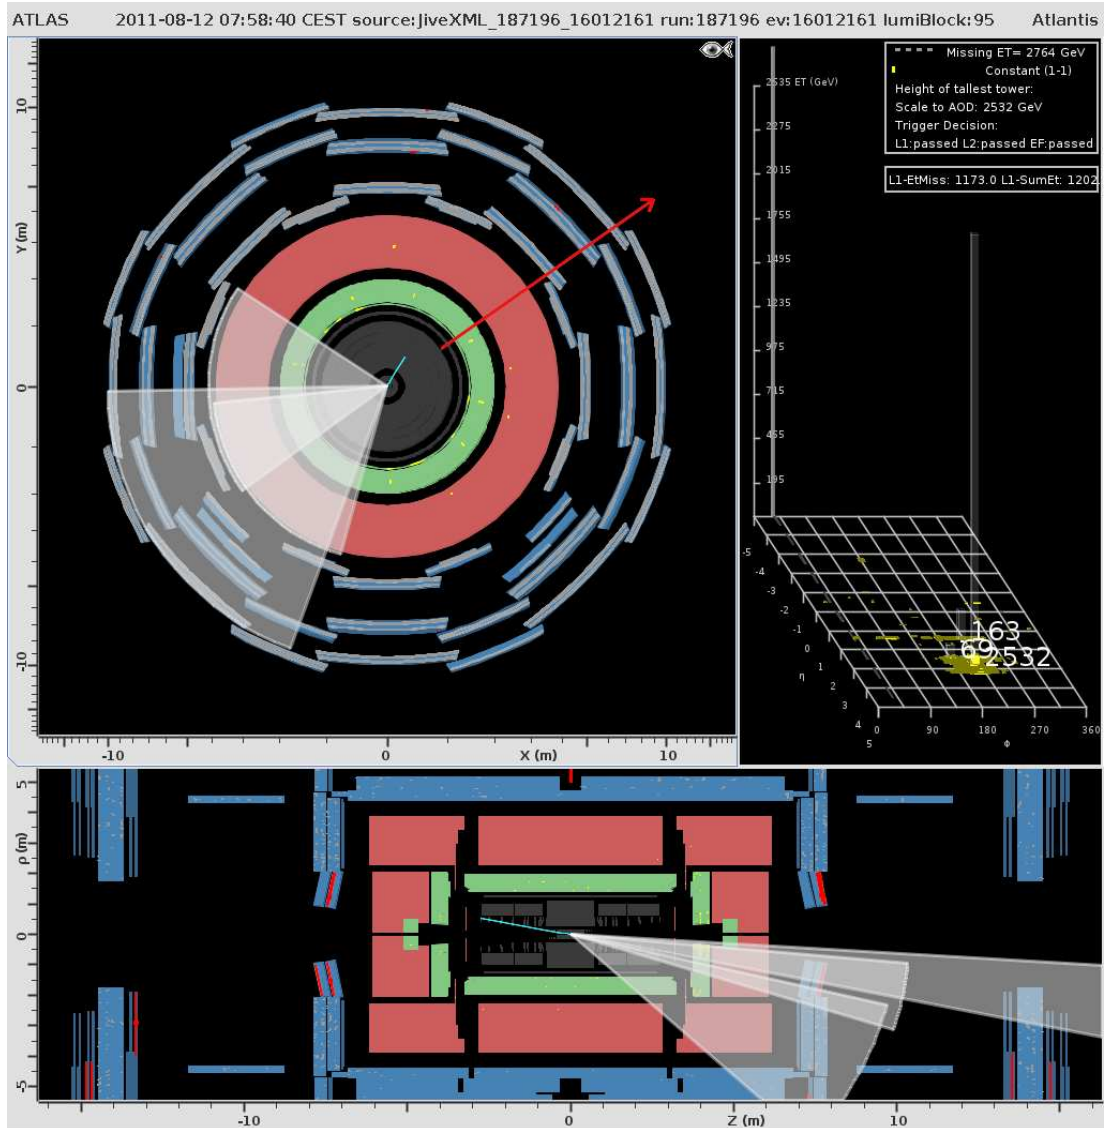 ATLAS 2011-08-12 07:58:40 CEST source:JiveXML_187196_16012161 run:187196 ev:16012161 lumiBlock:95 Atlantis
Missing ET= 2764 GeV
Constant (1-1)
Height of tallest tower:
Scale to AOD: 2532 GeV
Trigger Decision:
L1:passed L2:passed EF:passed
L1-EtMiss: 1173.0 L1-SumEt: 1202.
2535 ET (GeV)
2275
2015
1755
1495
1235
975
715
455
195
-5
-4
-3
-2
-1
0
1
2
3
4
5
η
163
69
2532
0 90 180 270 360
Φ
10
Y (m)
0
-10
-10 0 X (m) 10
5
ρ (m)
0
-5
-10 0 Z (m) 10